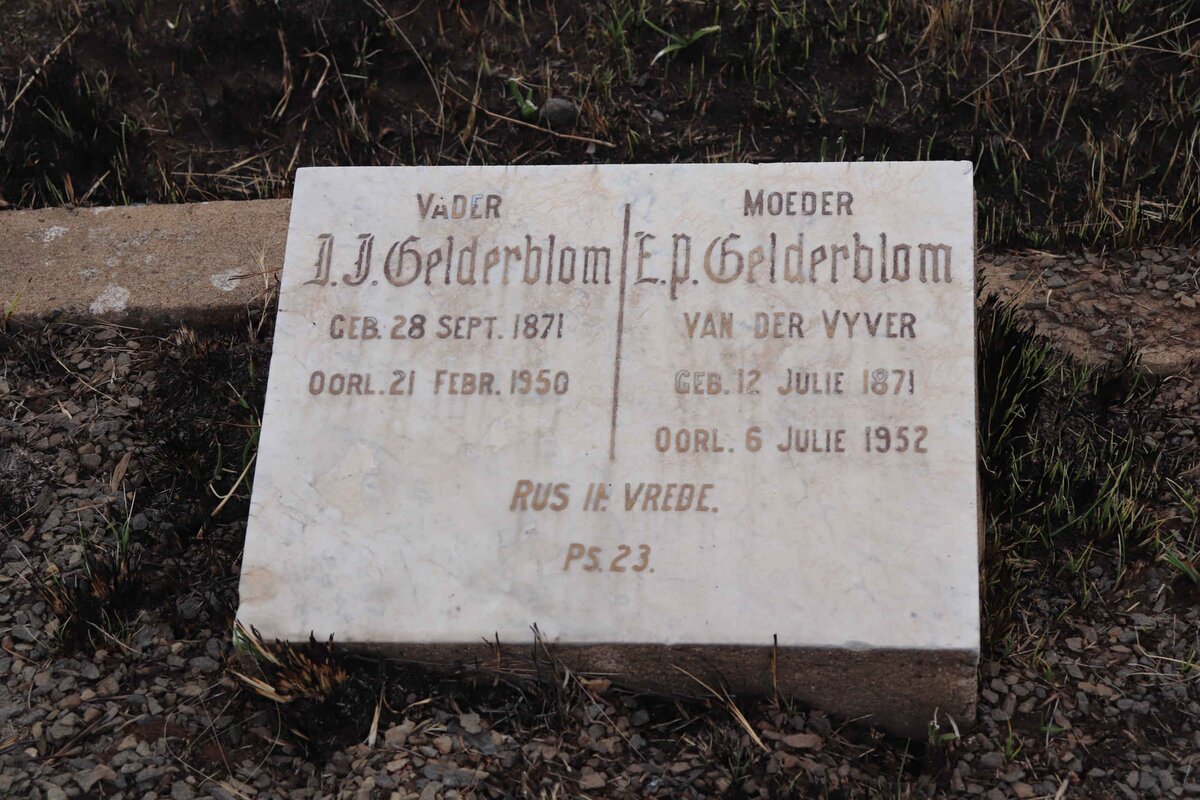 VADER
J.J. Gelderblom
GEB. 28 SEPT. 1871
OORL. 21 FEBR. 1950
MOEDER
E.P. Gelderblom
VAN DER VYVER
GEB. 12 JULIE 1871
OORL. 6 JULIE 1952
RUS IN VREDE.
PS. 23.